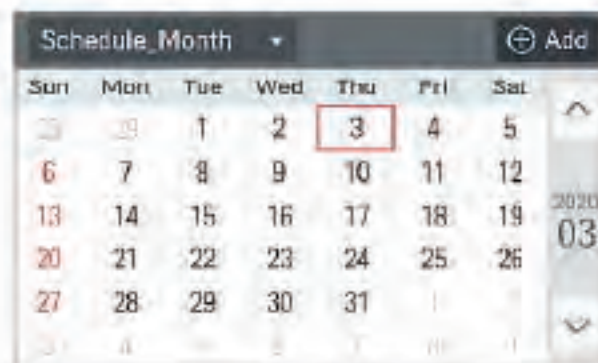 Schedule_Month Add
Sun Mon Tue Wed Thu Fri Sat
29 1 2 3 4 5
6 7 8 9 10 11 12
13 14 15 16 17 18 19
2020
03
20 21 22 23 24 25 26
27 28 29 30 31